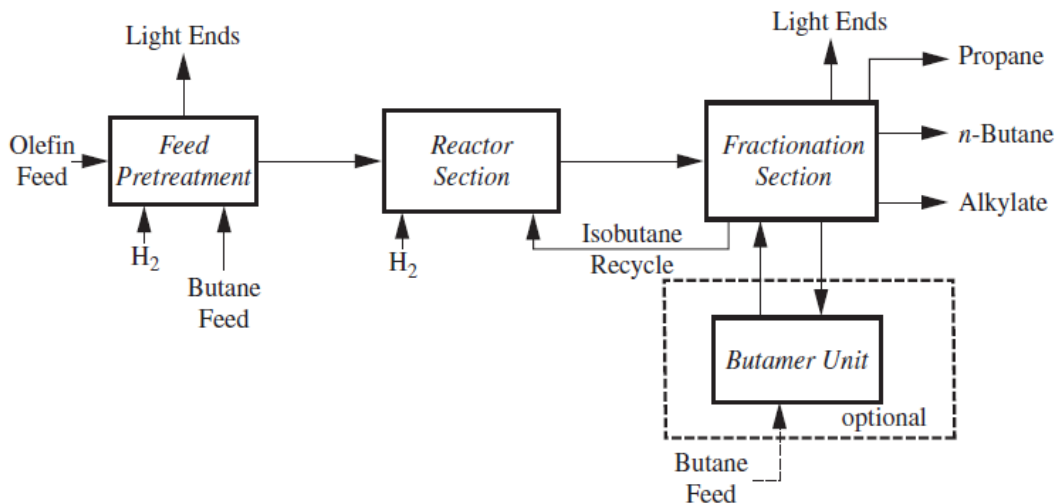 Light Ends
Olefin
Feed
Feed
Pretreatment
H2
Butane
Feed
Reactor
Section
H2
Isobutane
Recycle
Light Ends
Fractionation
Section
Propane
n-Butane
Alkylate
Butamer Unit
optional
Butane
Feed